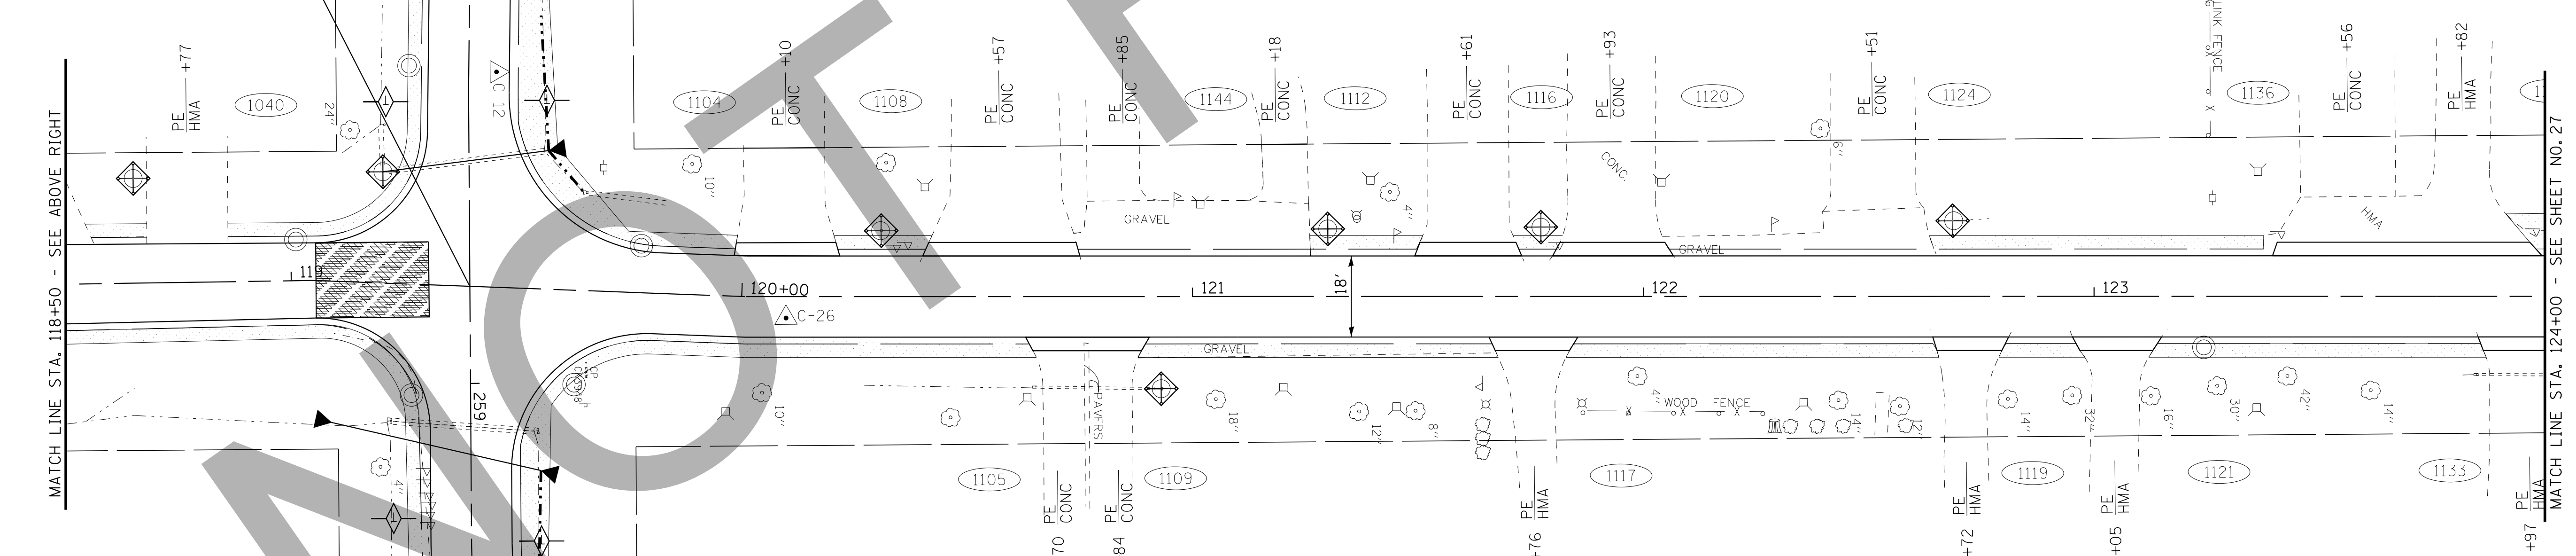 MATCH LINE STA. 118+50 - SEE ABOVE RIGHT
PE +77
HMA
1040
24"
C-12
1104
PE +10
CONC
1108
PE +57
CONC
PE +85
CONC
1144
PE +18
CONC
1112
PE +61
CONC
1116
PE +93
CONC
1120
PE +51
CONC
1124
LINK FENCE
1136
PE +56
CONC
PE +82
HMA
10"
GRAVEL
4"
CONC.
6"
GRAVEL
HMA
119
120+00
121
18'
122
123
C-26
259
GRAVEL
CP
10"
PAVERS
18"
12"
8"
4"
WOOD FENCE
14"
12"
14"
32"
16"
30"
42"
14"
4"
1105
PE 70
CONC
PE 84
CONC
1109
PE +76
HMA
1117
PE +72
HMA
1119
PE +05
HMA
1121
1133
PE +97
HMA
MATCH LINE STA. 124+00 - SEE SHEET NO. 27
NOT